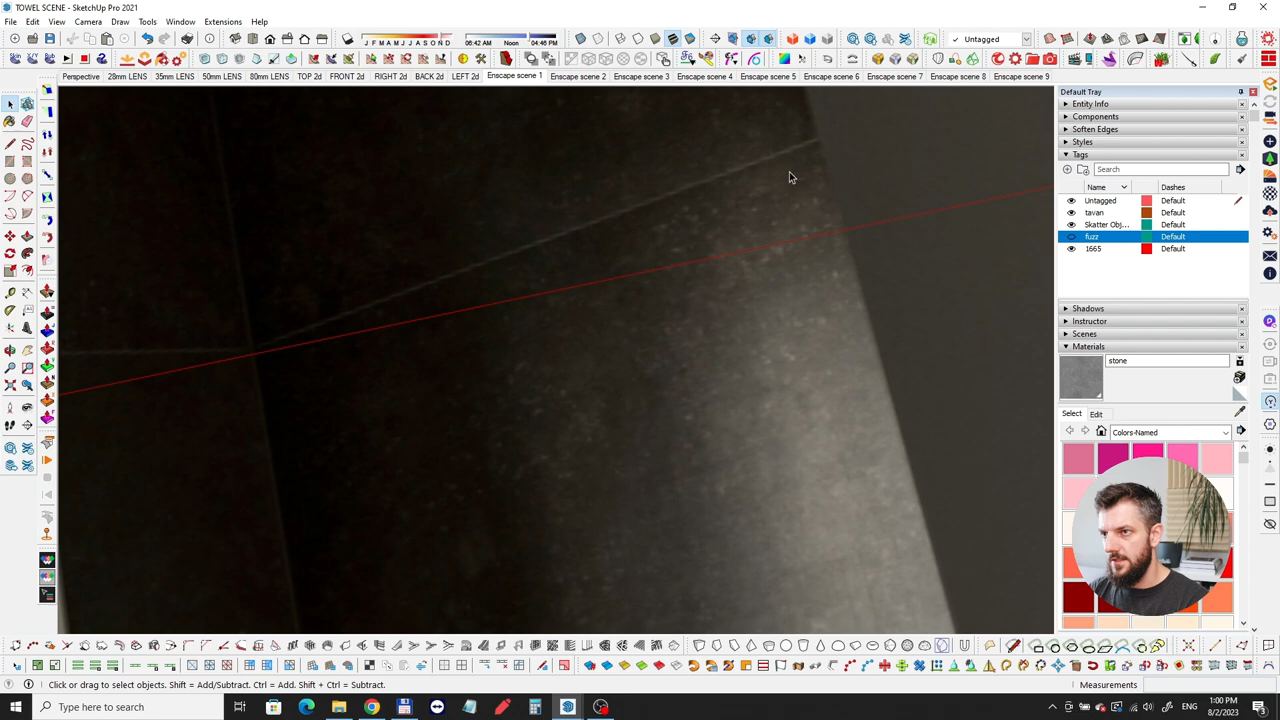 TOWEL SCENE - SketchUp Pro 2021
File Edit View Camera Draw Tools Window Extensions Help
J F M A M J J A S O N D
06:42 AM Noon 04:46 PM
Untagged
Perspective 28mm LENS 35mm LENS 50mm LENS 80mm LENS TOP 2d FRONT 2d RIGHT 2d BACK 2d LEFT 2d Enscape scene 1 Enscape scene 2 Enscape scene 3 Enscape scene 4 Enscape scene 5 Enscape scene 6 Enscape scene 7 Enscape scene 8 Enscape scene 9
Default Tray
Entity Info
Components
Soften Edges
Styles
Tags
Search
Name Dashes
Untagged Default
tavan Default
Skatter Obj... Default
fuzz Default
1665 Default
Shadows
Instructor
Scenes
Materials
stone
Select Edit
Colors-Named
Click or drag to select objects. Shift = Add/Subtract. Ctrl = Add. Shift + Ctrl = Subtract.
Measurements
Type here to search
1:00 PM
8/2/2023